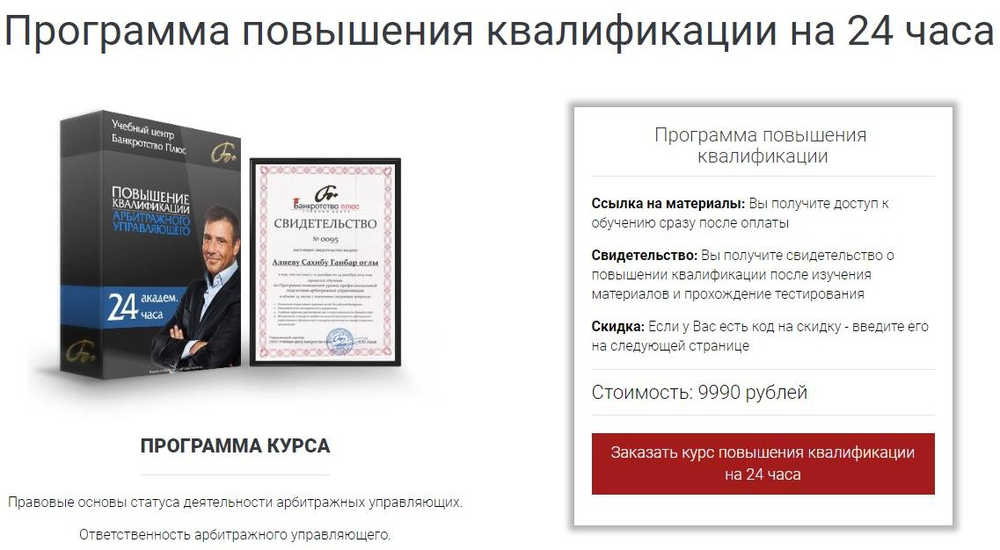 Программа повышения квалификации на 24 часа
Учебный центр
Банкротство Плюс
ПОВЫШЕНИЕ
КВАЛИФИКАЦИИ
АРБИТРАЖНОГО
УПРАВЛЯЮЩЕГО
24 академ.
часа
Банкротство плюс
УЧЕБНЫЙ ЦЕНТР
СВИДЕТЕЛЬСТВО
№ 0095
Алиеву Сахибу Ганбар оглы
Программа повышения
квалификации
Ссылка на материалы: Вы получите доступ к
обучению сразу после оплаты
Свидетельство: Вы получите свидетельство о
повышении квалификации после изучения
материалов и прохождение тестирования
Скидка: Если у Вас есть код на скидку - введите его
на следующей странице
Стоимость: 9990 рублей
Заказать курс повышения квалификации
на 24 часа
ПРОГРАММА КУРСА
Правовые основы статуса деятельности арбитражных управляющих.
Ответственность арбитражного управляющего.